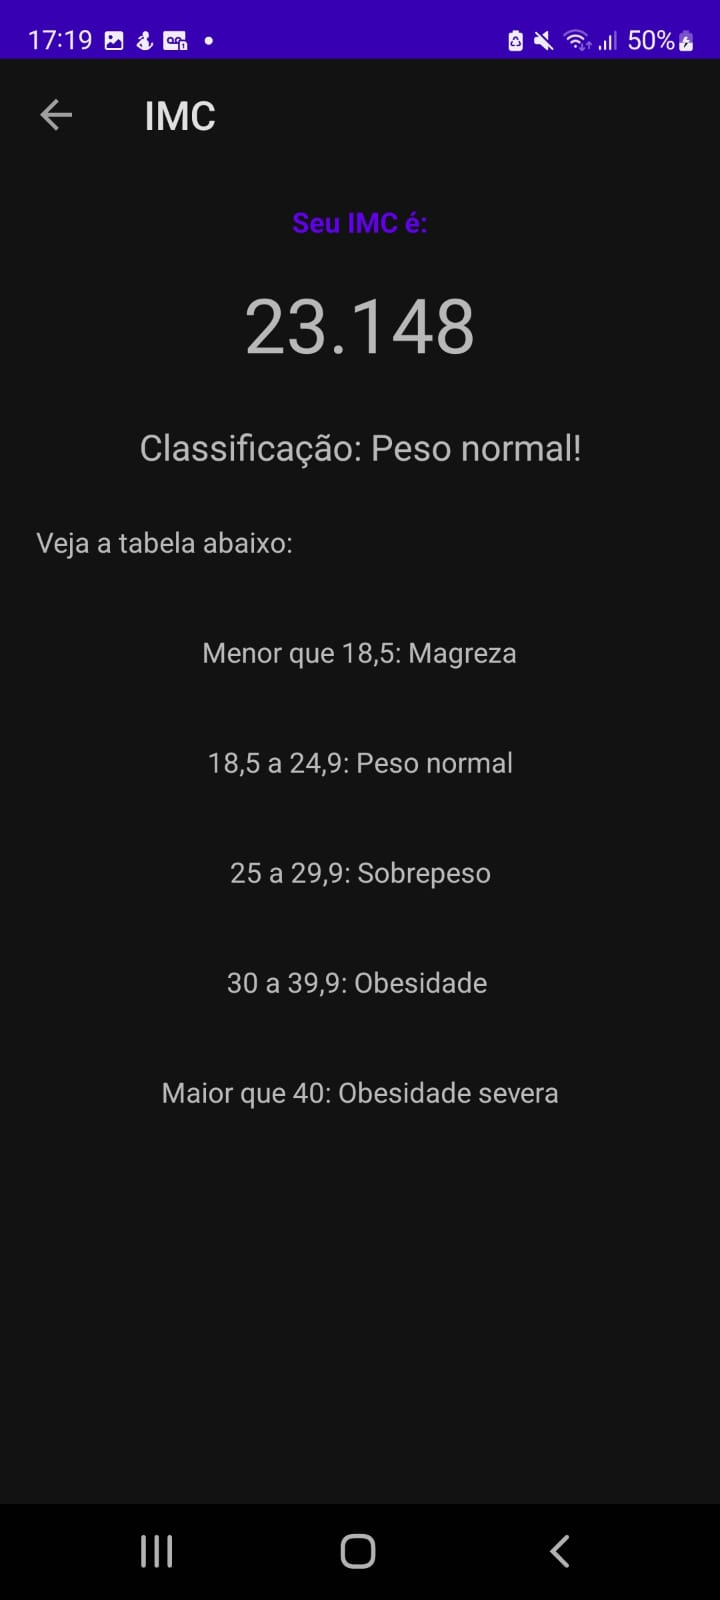 17:19
50%
IMC
Seu IMC é:
23.148
Classificação: Peso normal!
Veja a tabela abaixo:
Menor que 18,5: Magreza
18,5 a 24,9: Peso normal
25 a 29,9: Sobrepeso
30 a 39,9: Obesidade
Maior que 40: Obesidade severa